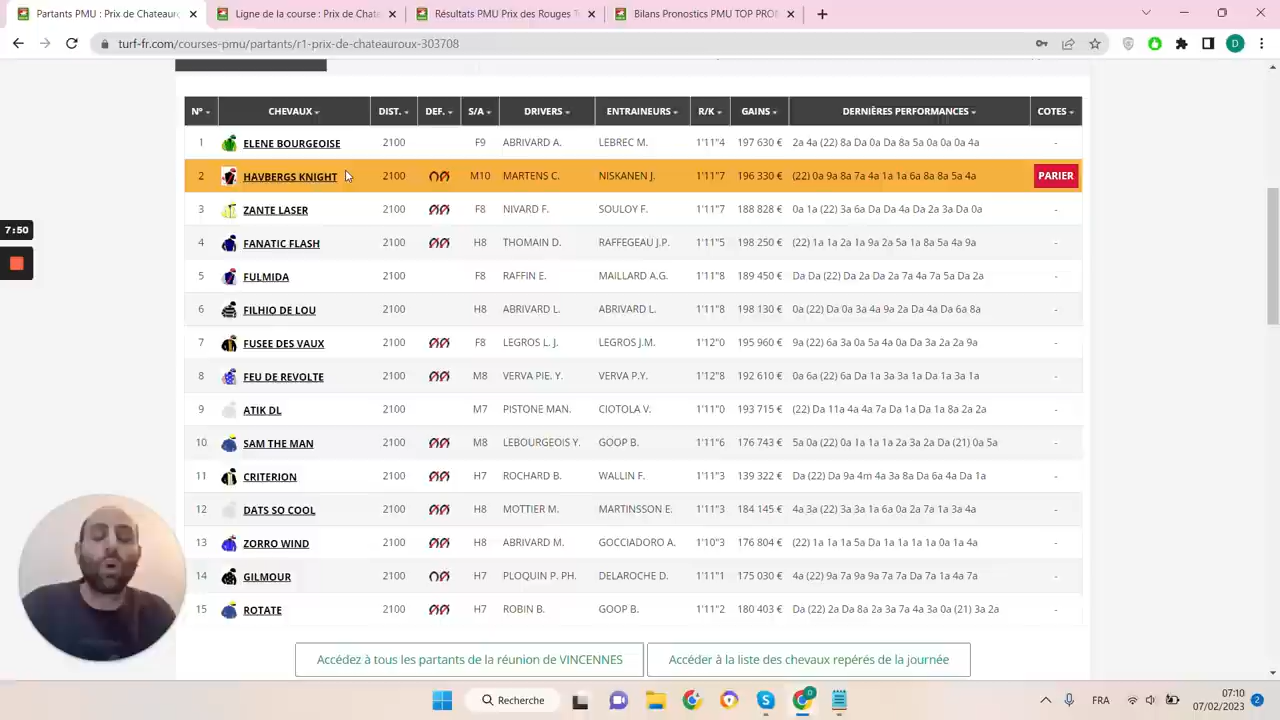 Partants PMU : Prix de Chateaurou
Ligne de la course : Prix de Chate
Résultats PMU Prix des Rouges T
Bilans Pronostics PMU TOP PRO
turf-fr.com/courses-pmu/partants/r1-prix-de-chateauroux-30370
D
N° CHEVAUX DIST. DEF. S/A DRIVERS ENTRAINEURS R/K GAINS DERNIÈRES PERFORMANCES COTES
1 ELENE BOURGEOISE 2100 F9 ABRIVARD A. LEBREC M. 1'11"4 197 630 € 2a 4a (22) 8a Da 0a Da 8a 5a 0a 0a 0a 4a -
2 HAVBERGS KNIGHT 2100 M10 MARTENS C. NISKANEN J. 1'11"7 196 330 € (22) 0a 9a 8a 7a 4a 1a 1a 6a 8a 8a 5a 4a PARIER
3 ZANTE LASER 2100 F8 NIVARD F. SOULOY F. 1'11"7 188 828 € 0a 1a (22) 3a 6a Da Da 4a Da 2a 3a Da 0a -
4 FANATIC FLASH 2100 H8 THOMAIN D. RAFFEGEAU J.P. 1'11"5 198 250 € (22) 1a 1a 2a 1a 9a 2a 5a 1a 8a 5a 4a 9a -
5 FULMIDA 2100 F8 RAFFIN E. MAILLARD A.G. 1'11"8 189 450 € Da Da (22) Da 2a Da 2a 7a 4a 7a 5a Da 2a -
6 FILHIO DE LOU 2100 H8 ABRIVARD L. ABRIVARD L. 1'11"8 198 130 € 0a (22) Da 0a 3a 4a 9a 2a Da 4a Da 6a 8a -
7 FUSEE DES VAUX 2100 F8 LEGROS L. J. LEGROS J.M. 1'12"0 195 960 € 9a (22) 6a 3a 0a 5a 4a 0a Da 3a 2a 2a 9a -
8 FEU DE REVOLTE 2100 M8 VERVA PIE. Y. VERVA P.Y. 1'12"8 192 610 € 0a 6a (22) 6a Da 1a 3a 3a 1a Da 1a 3a 1a -
9 ATIK DL 2100 M7 PISTONE MAN. CIOTOLA V. 1'11"0 193 715 € (22) Da 11a 4a 4a 7a Da 1a Da 1a 8a 2a 2a -
10 SAM THE MAN 2100 M8 LEBOURGEOIS Y. GOOP B. 1'11"6 176 743 € 5a 0a (22) 0a 1a 1a 1a 2a 3a 2a Da (21) 0a 5a -
11 CRITERION 2100 H7 ROCHARD B. WALLIN F. 1'11"3 139 322 € Da (22) Da 9a 4m 4a 3a 8a Da 6a 4a Da 1a -
12 DATS SO COOL 2100 H8 MOTTIER M. MARTINSSON E. 1'11"3 184 145 € 4a 3a (22) 3a 3a 1a 6a 0a 2a 7a 1a 3a 4a -
13 ZORRO WIND 2100 H8 ABRIVARD M. GOCCIADORO A. 1'10"3 176 804 € (22) 1a 1a 1a 5a Da 1a 1a 1a 1a 0a 1a 4a -
14 GILMOUR 2100 H7 PLOQUIN P. PH. DELAROCHE D. 1'11"1 175 030 € 4a (22) 9a 7a 9a 9a 7a 7a Da 7a 1a 4a 7a -
15 ROTATE 2100 H7 ROBIN B. GOOP B. 1'11"2 180 403 € Da (22) 2a Da 8a 2a 3a 7a 4a 3a 0a (21) 3a 2a -
7:50
Accédez à tous les partants de la réunion de VINCENNES
Accéder à la liste des chevaux repérés de la journée
Recherche
FRA
07:10
07/02/2023
2